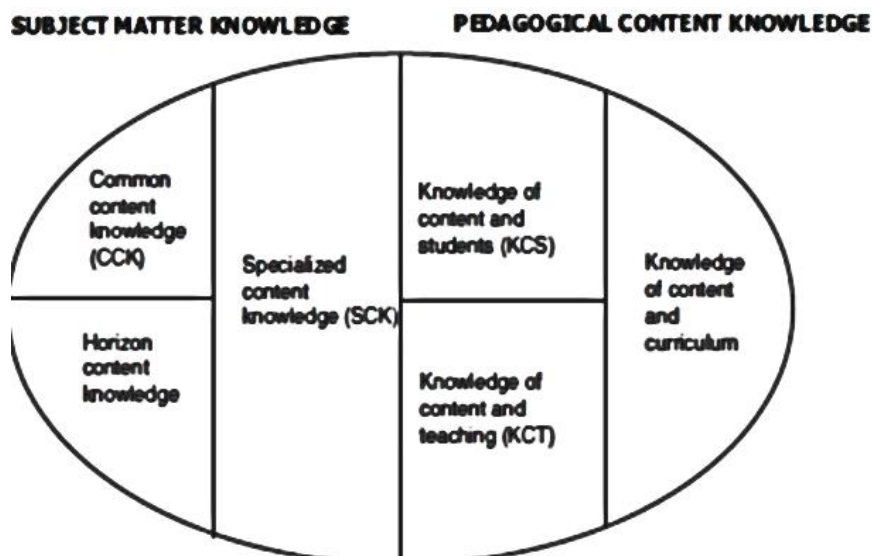 SUBJECT MATTER KNOWLEDGE
PEDAGOGICAL CONTENT KNOWLEDGE
Common
content
knowledge
(CCK)
Horizon
content
knowledge
Specialized
content
knowledge (SCK)
Knowledge of
content and
students (KCS)
Knowledge of
content and
teaching (KCT)
Knowledge
of content
and
curriculum